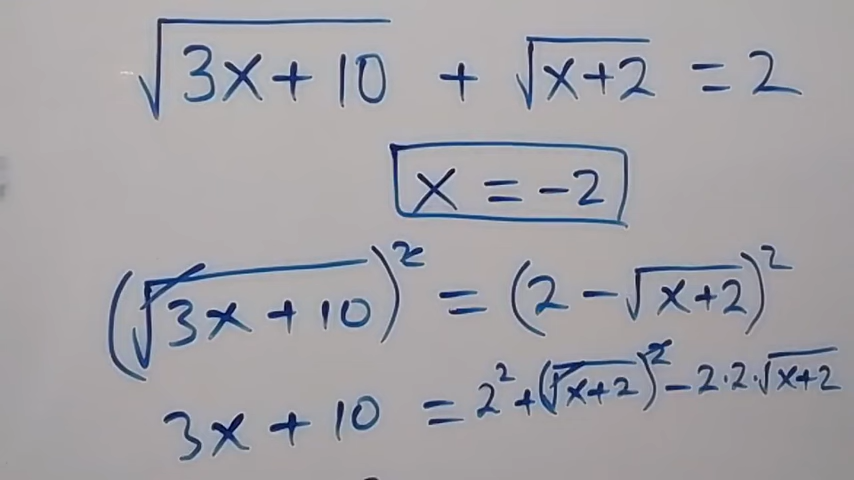 √(3x+10) + √(x+2) = 2
x = -2
(√(3x+10))² = (2 - √(x+2))²
3x + 10 = 2² + (√(x+2))² - 2·2·√(x+2)